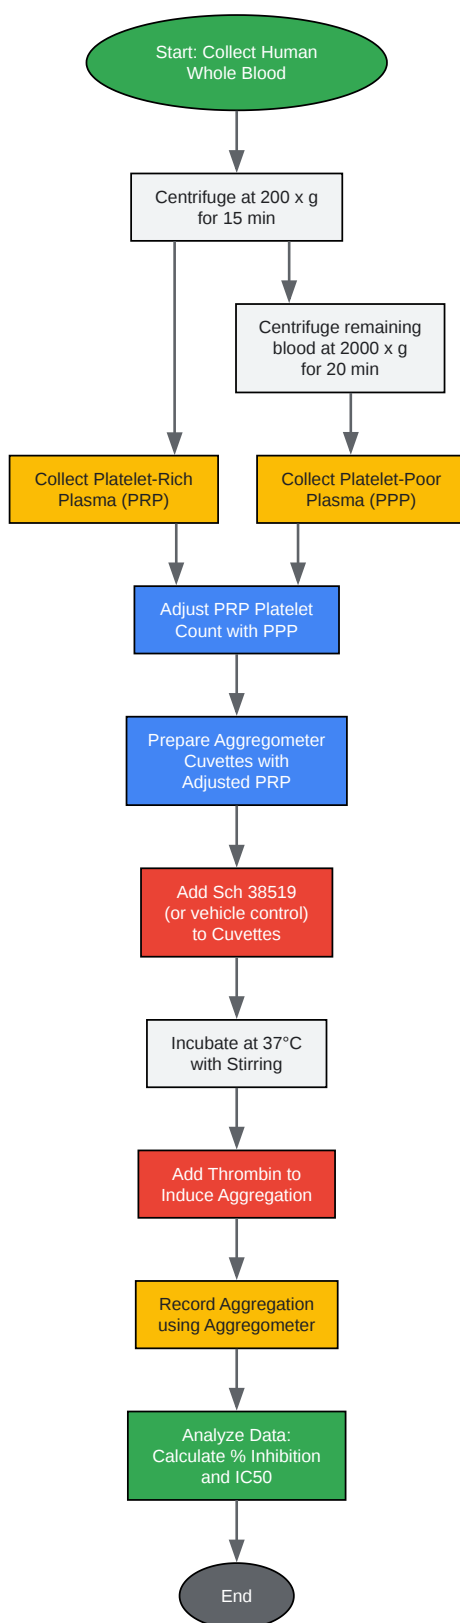 Start: Collect Human
Whole Blood
Centrifuge at 200 x g
for 15 min
Centrifuge remaining
blood at 2000 x g
for 20 min
Collect Platelet-Rich
Plasma (PRP)
Collect Platelet-Poor
Plasma (PPP)
Adjust PRP Platelet
Count with PPP
Prepare Aggregometer
Cuvettes with
Adjusted PRP
Add Sch 38519
(or vehicle control)
to Cuvettes
Incubate at 37°C
with Stirring
Add Thrombin to
Induce Aggregation
Record Aggregation
using Aggregometer
Analyze Data:
Calculate % Inhibition
and IC50
End